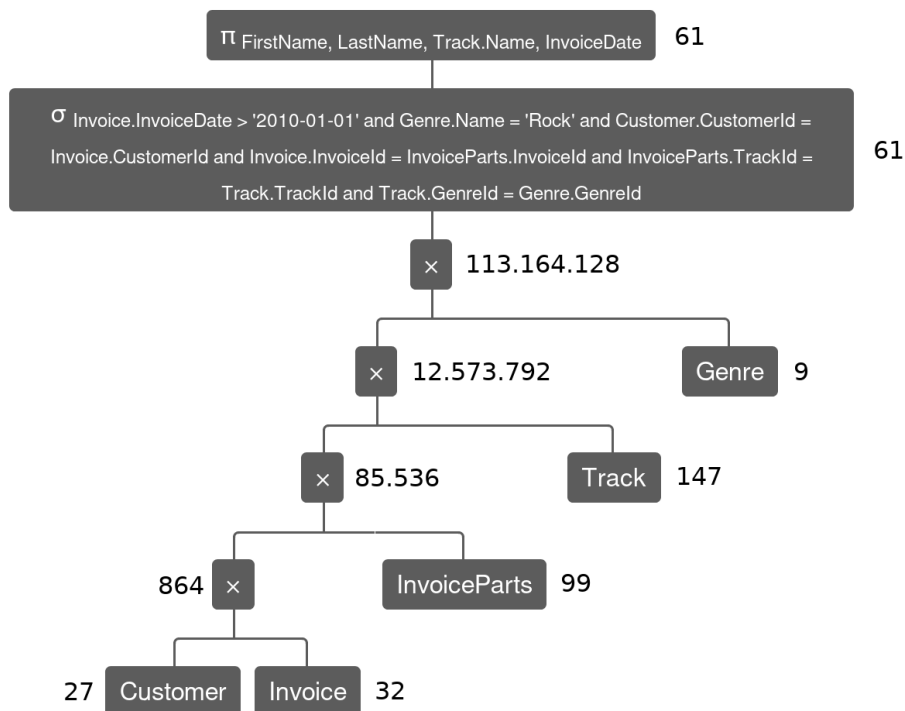 π FirstName, LastName, Track.Name, InvoiceDate 61
σ Invoice.InvoiceDate > '2010-01-01' and Genre.Name = 'Rock' and Customer.CustomerId =
Invoice.CustomerId and Invoice.InvoiceId = InvoiceParts.InvoiceId and InvoiceParts.TrackId =
61
Track.TrackId and Track.GenreId = Genre.GenreId
× 113.164.128
× 12.573.792
Genre 9
× 85.536
Track 147
864 ×
InvoiceParts 99
27 Customer
Invoice 32